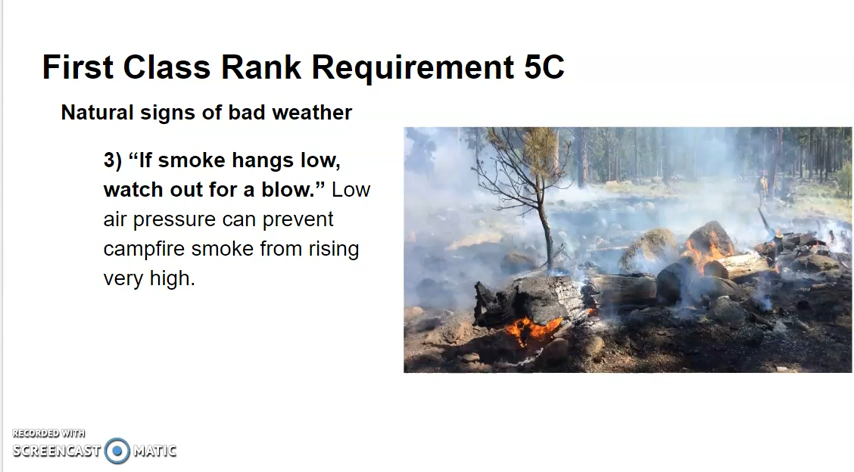 First Class Rank Requirement 5C
Natural signs of bad weather
3) “If smoke hangs low,
watch out for a blow.” Low
air pressure can prevent
campfire smoke from rising
very high.
RECORDED WITH
SCREENCAST MATIC